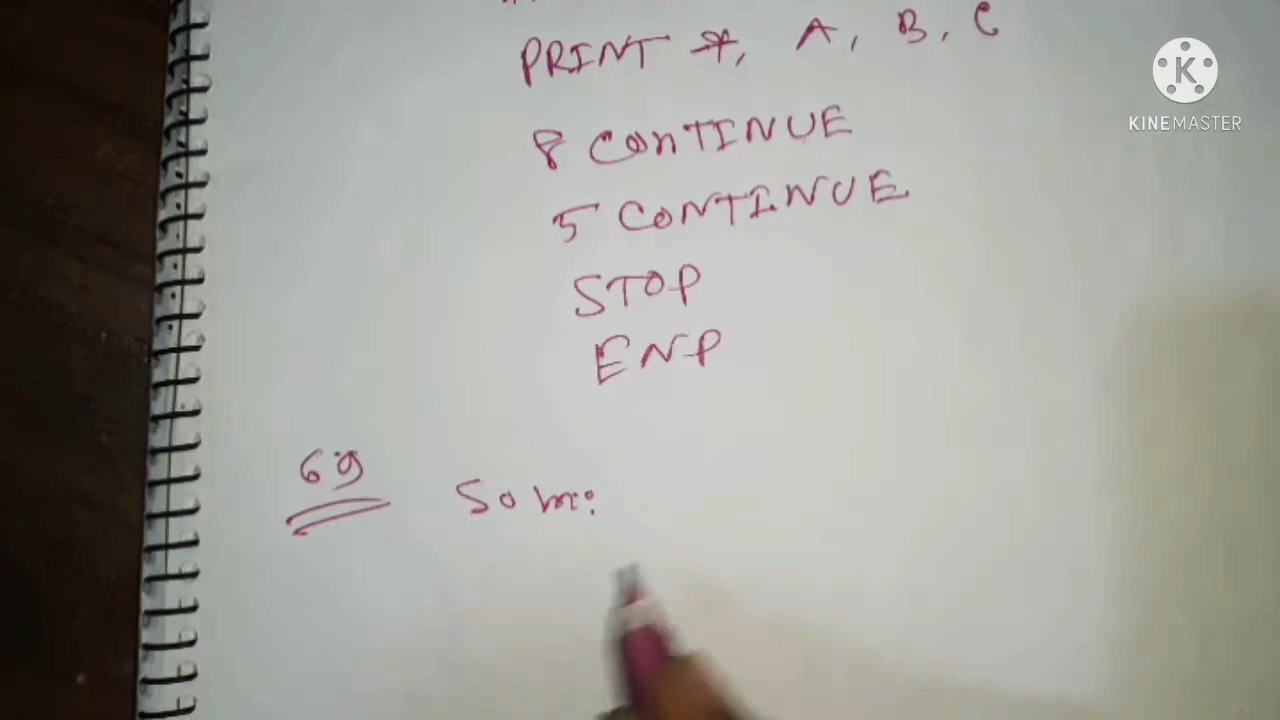 PRINT *, A, B, C
KINEMASTER
8 CONTINUE
5 CONTINUE
STOP
END
69 Soln: